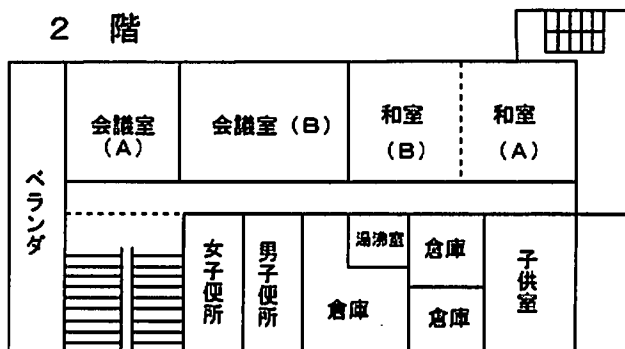 2 階
会議室
(A)
会議室(B)
和室
(B)
和室
(A)
ベランダ
女子便所
男子便所
湯沸室
倉庫
倉庫
倉庫
子供室